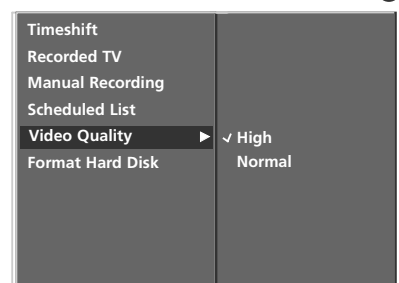 Timeshift
Recorded TV
Manual Recording
Scheduled List
Video Quality ▶ ✓ High
Format Hard Disk Normal